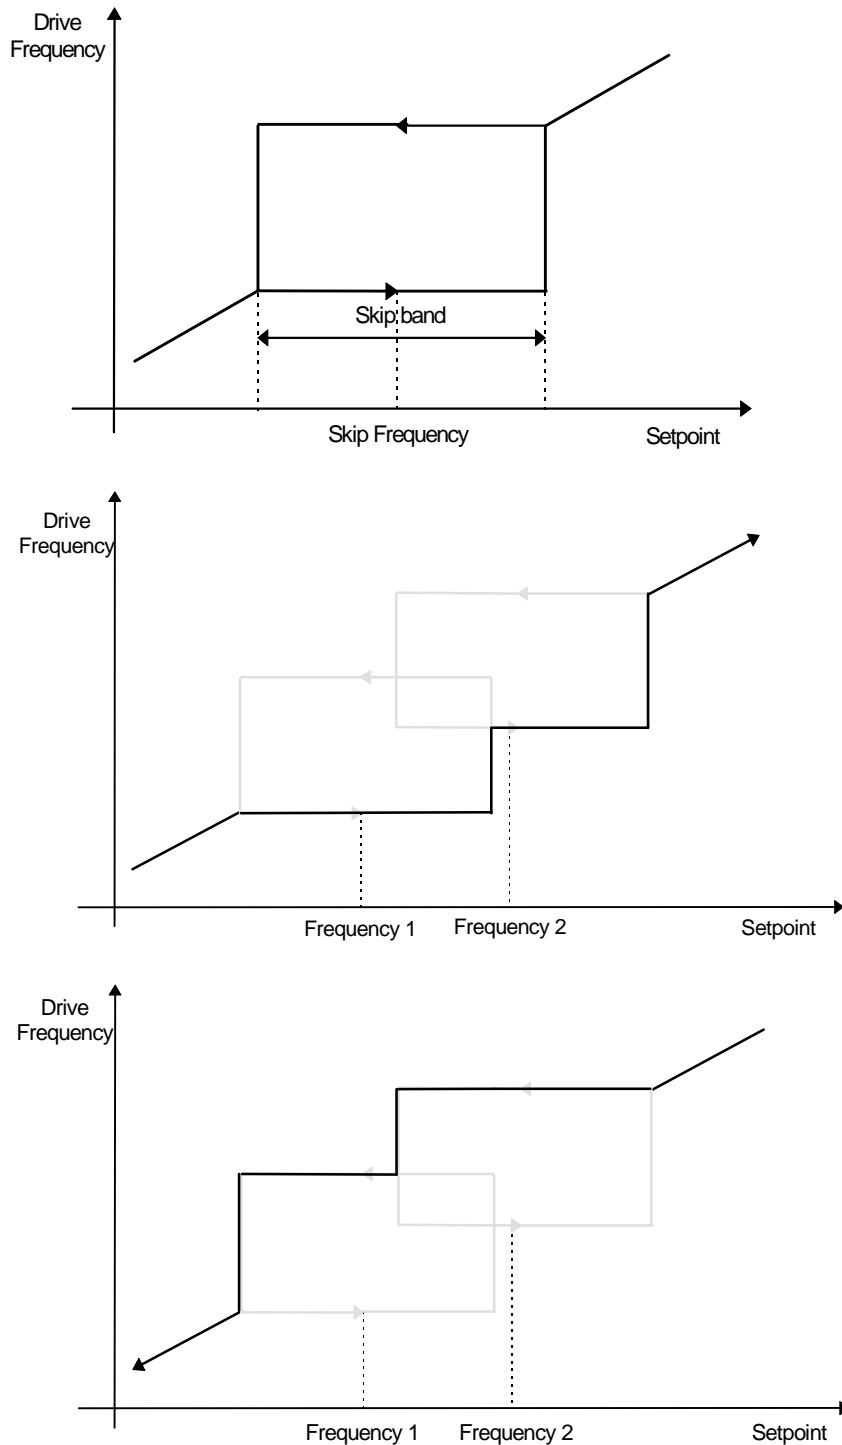 Drive
Frequency
Skip band
Skip Frequency
Setpoint
Drive
Frequency
Frequency 1
Frequency 2
Setpoint
Drive
Frequency
Frequency 1
Frequency 2
Setpoint